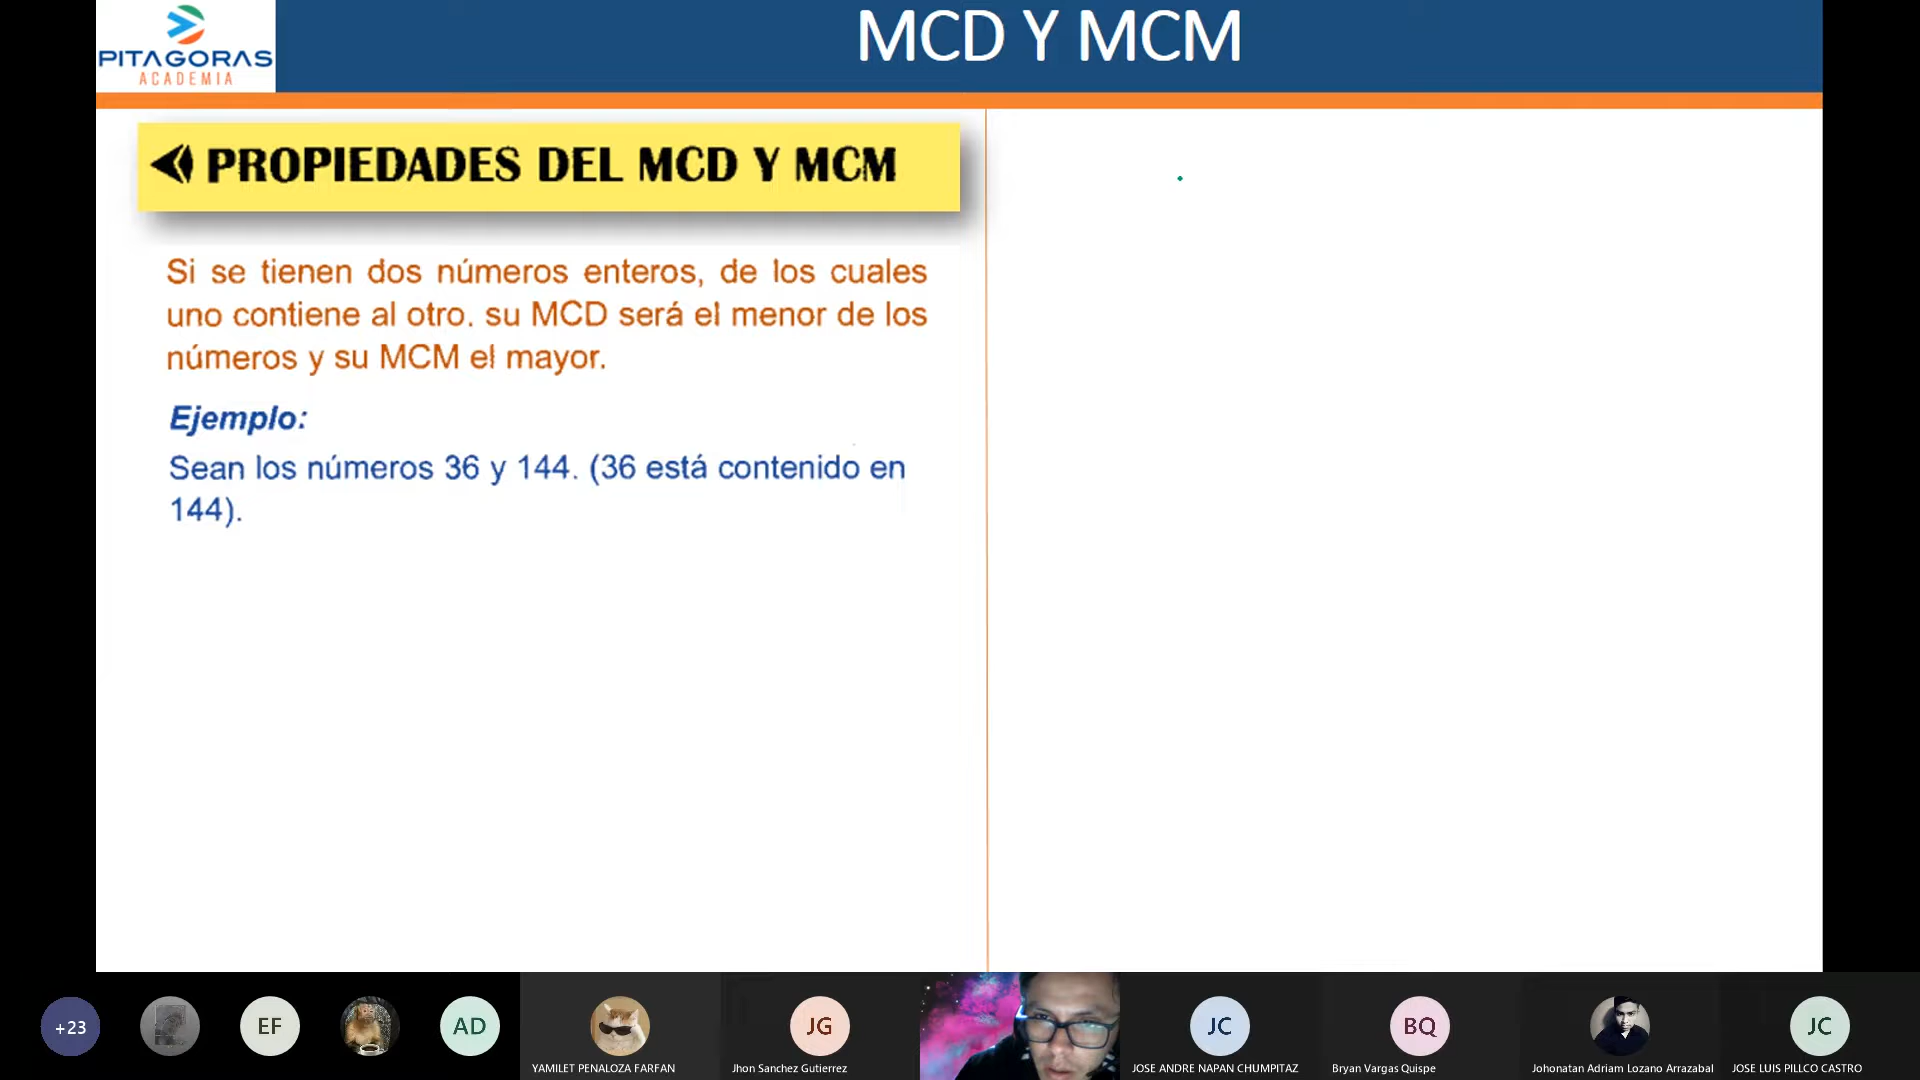 PITAGORAS
ACADEMIA
MCD Y MCM
PROPIEDADES DEL MCD Y MCM
Si se tienen dos números enteros, de los cuales
uno contiene al otro. su MCD será el menor de los
números y su MCM el mayor.
Ejemplo:
Sean los números 36 y 144. (36 está contenido en
144).
+23
EF
AD
JG
JC
BQ
JC
YAMILET PENALOZA FARFAN
Jhon Sanchez Gutierrez
JOSE ANDRE NAPAN CHUMPITAZ
Bryan Vargas Quispe
Johonatan Adriam Lozano Arrazabal
JOSE LUIS PILLCO CASTRO